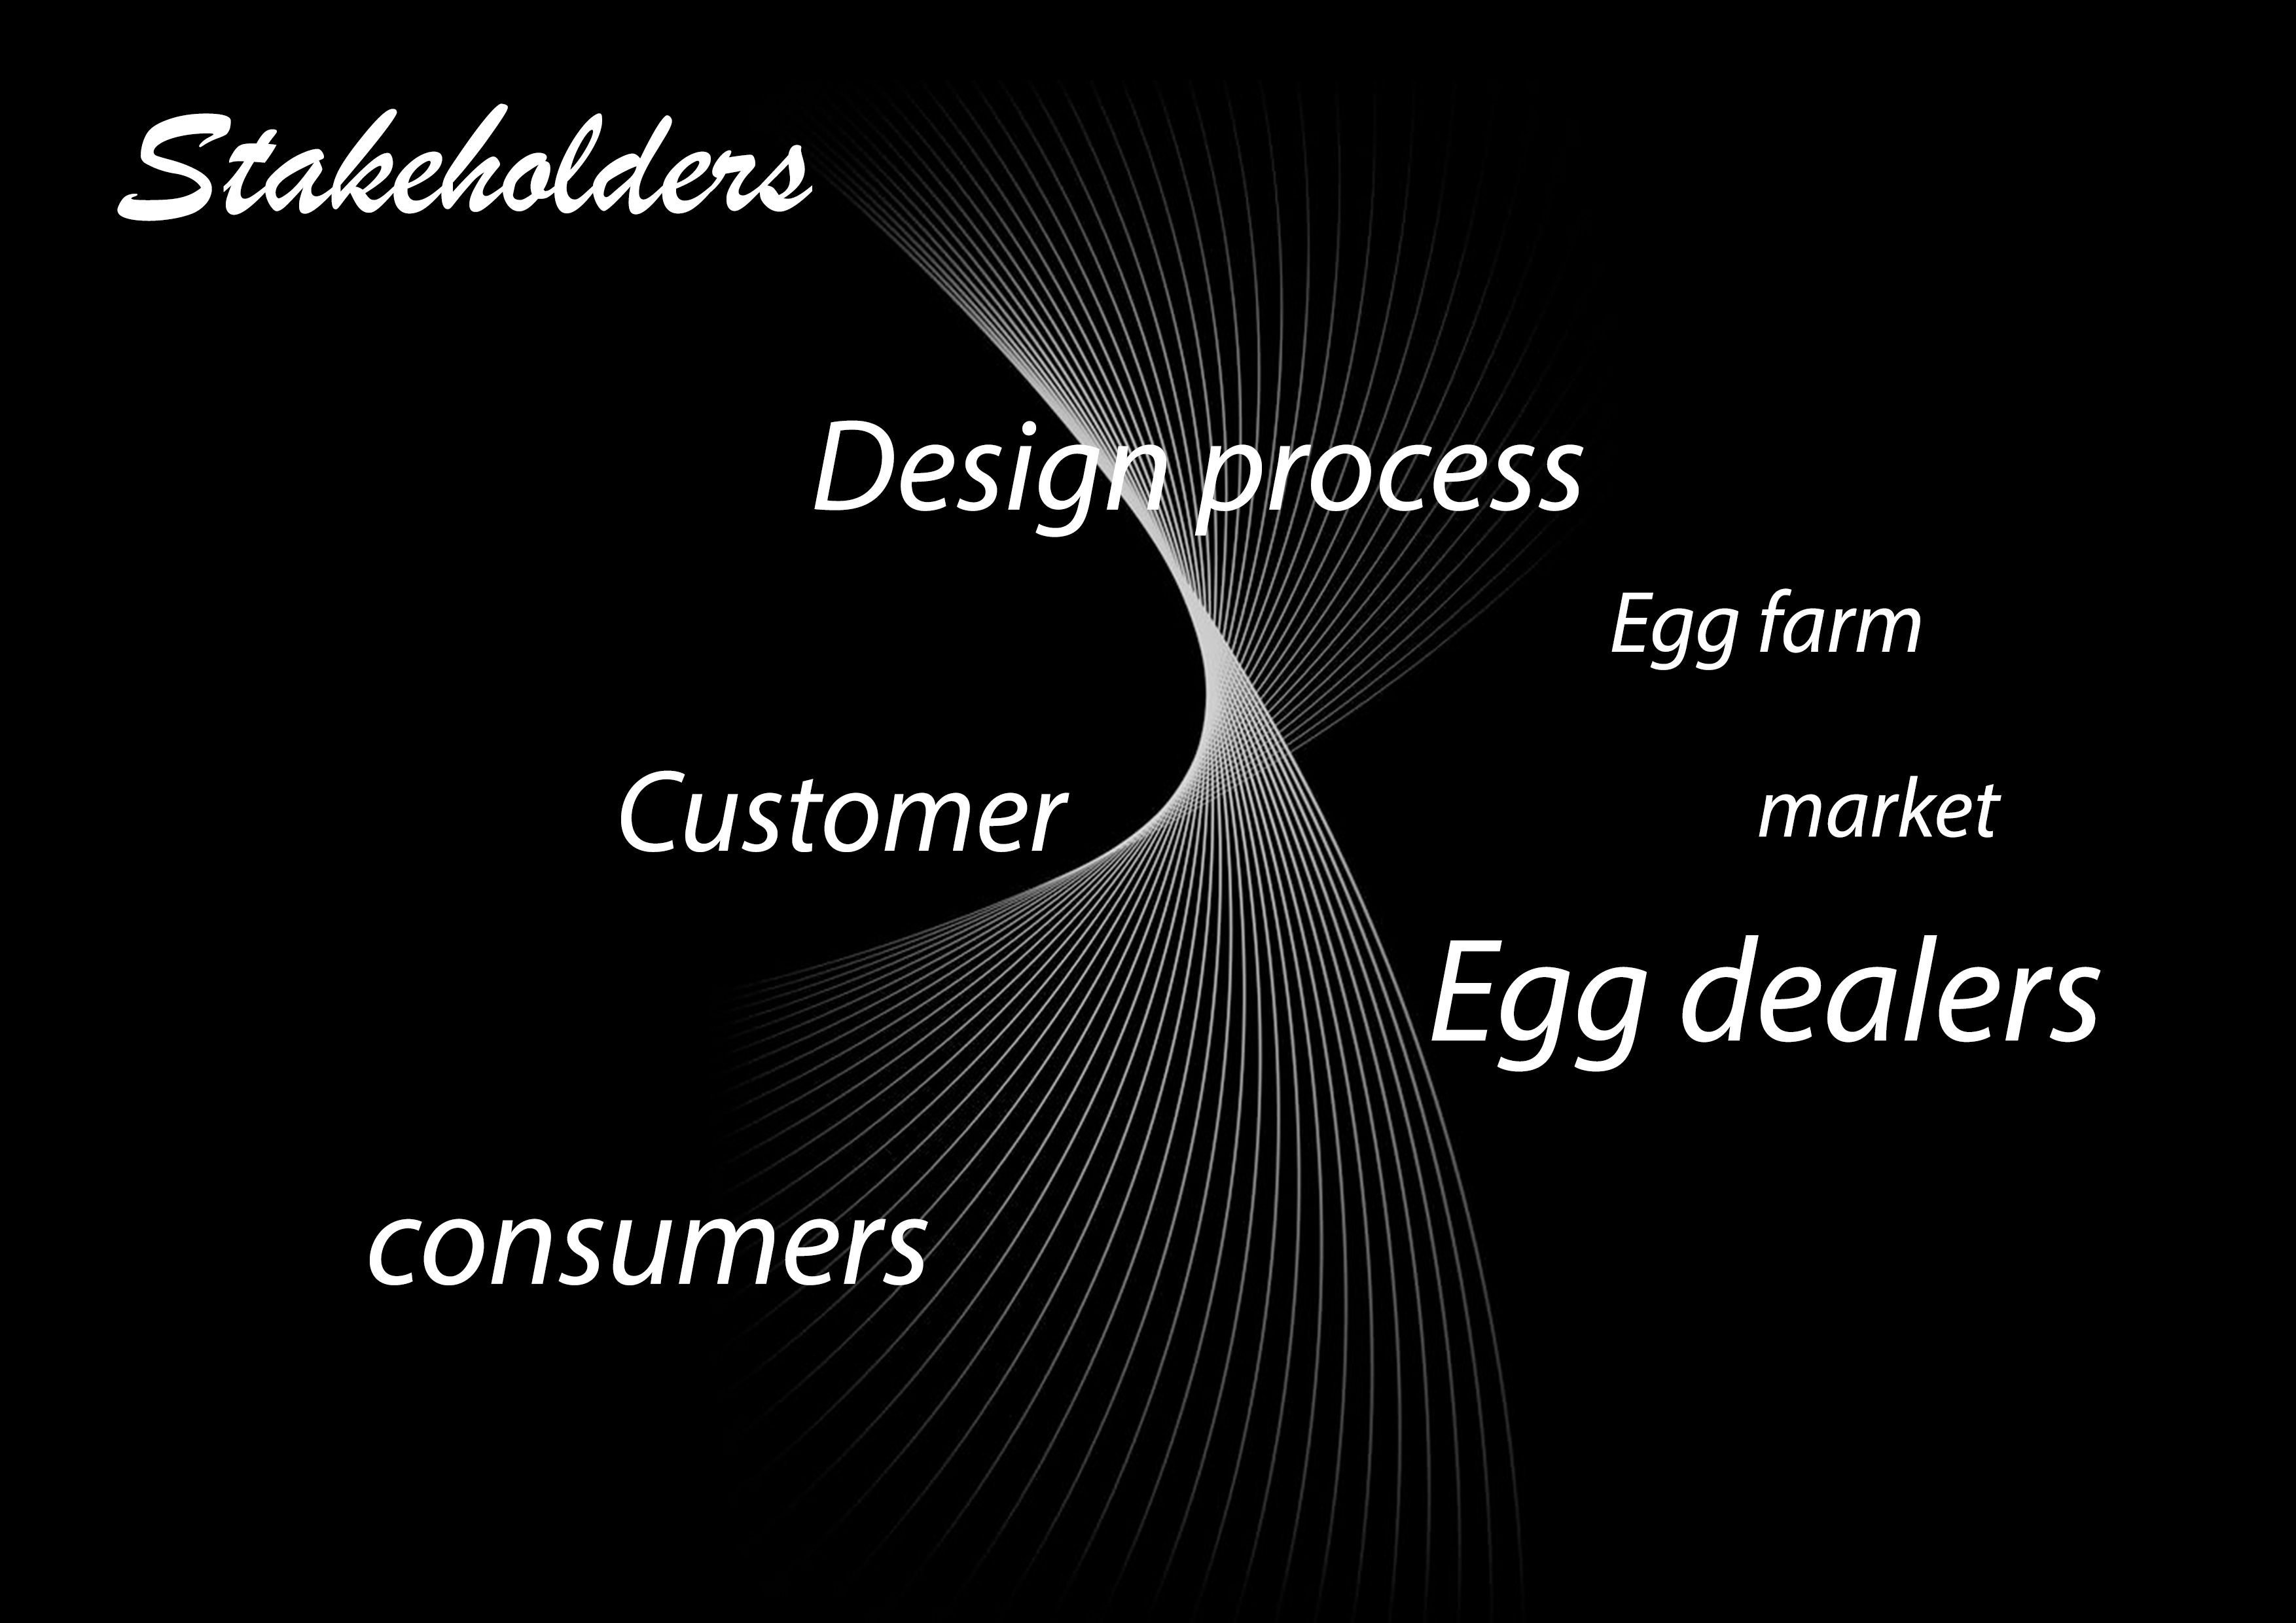 Stakeholders
Design process
Egg farm
Customer
market
Egg dealers
consumers